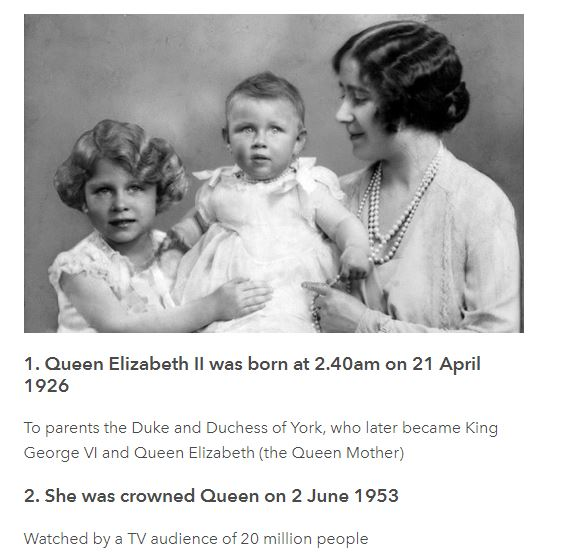 1. Queen Elizabeth II was born at 2.40am on 21 April
1926
To parents the Duke and Duchess of York, who later became King
George VI and Queen Elizabeth (the Queen Mother)
2. She was crowned Queen on 2 June 1953
Watched by a TV audience of 20 million people